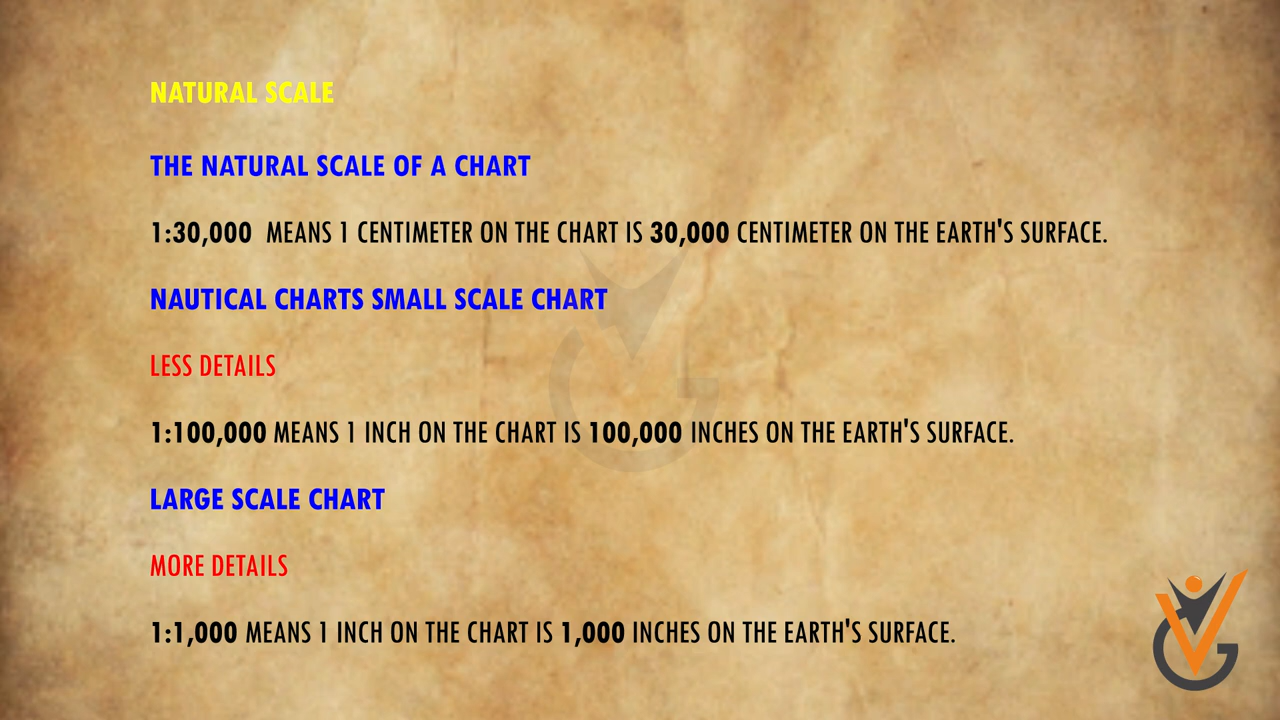 NATURAL SCALE
THE NATURAL SCALE OF A CHART
1:30,000 MEANS 1 CENTIMETER ON THE CHART IS 30,000 CENTIMETER ON THE EARTH'S SURFACE.
NAUTICAL CHARTS SMALL SCALE CHART
LESS DETAILS
1:100,000 MEANS 1 INCH ON THE CHART IS 100,000 INCHES ON THE EARTH'S SURFACE.
LARGE SCALE CHART
MORE DETAILS
1:1,000 MEANS 1 INCH ON THE CHART IS 1,000 INCHES ON THE EARTH'S SURFACE.